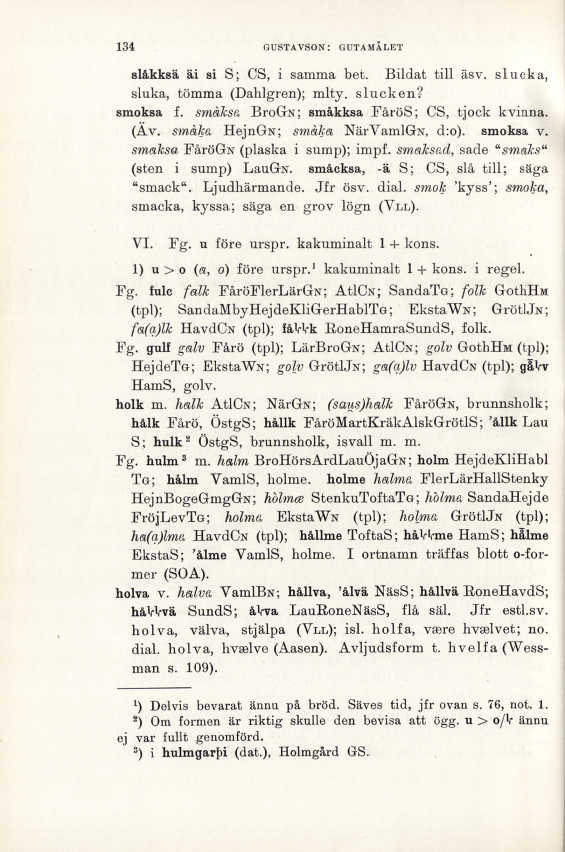 134 GUSTAVSON: GUTAMÅLET
slåkksä äi si S; CS, i samma bet. Bildat till äsv. slucka,
sluka, tömma (Dahlgren); mlty. slucken?
smoksa f. småksa BroGN; småkksa FåröS; CS, tjock kvinna.
(Äv. småka HejnGN; småka NärVamlGN, d:o). smoksa v.
smaksa FåröGN (plaska i sump); impf. smaksad, sade “smaks“
(sten i sump) LauGN. småcksa, -ä S; CS, slå till; säga
“smack“. Ljudhärmande. Jfr ösv. dial. smok 'kyss'; smoka,
smacka, kyssa; säga en grov lögn (VLL).
VI. Fg. u före urspr. kakuminalt l + kons.
1) u > o (a, o) före urspr.¹ kakuminalt l + kons. i regel.
Fg. fulc falk FåröFlerLärGN; AtlCN; SandaTG; folk GothHM
(tpl); SandaMbyHejdeKliGerHablTG; EkstaWN; GrötlJN;
fa(a)lk HavdCN (tpl); RoneHamraSundS, folk.
Fg. gulf galv Fårö (tpl); LärBroGN; AtlCN; golv GothHM (tpl);
HejdeTG; EkstaWN; golv GrötlJN; ga(a)lv HavdCN (tpl);
HamS, golv.
holk m. halk AtlCN; NärGN; (saus)halk FåröGN, brunnsholk;
hålk Fårö, ÖstgS; hållk FåröMartKräkAlskGrötlS; 'ållk Lau
S; hulk² ÖstgS, brunnsholk, isvall m. m.
Fg. hulm³ m. halm BroHörsArdLauÖjaGN; holm HejdeKliHabl
TG; hålm VamlS, holme. holme halma FlerLärHallStenky
HejnBogeGmgGN; hòlmœ StenkuToftaTG; hòlma SandaHejde
FröjLevTG; holma EkstaWN (tpl); holma GrötlJN (tpl);
ha(a)lma HavdCN (tpl); hållme ToftaS; HamS; hålme
EkstaS; 'ålme VamlS, holme. I ortnamn träffas blott o-for-
mer (SOA).
holva v. halva VamlBN; hållva, 'ålvä NäsS; hållvä RoneHavdS;
SundS; LauRoneNäsS, flå säl. Jfr estl.sv.
holva, välva, stjälpa (VLL); isl. holfa, være hvælvet; no.
dial. holva, hvælve (Aasen). Avljudsform t. hvelfa (Wess-
man s. 109).
¹) Delvis bevarat ännu på bröd. Säves tid, jfr ovan s. 76, not. 1.
²) Om formen är riktig skulle den bevisa att ögg. u > ännu
ej var fullt genomförd.
³) i hulmgarþi (dat.), Holmgård GS.